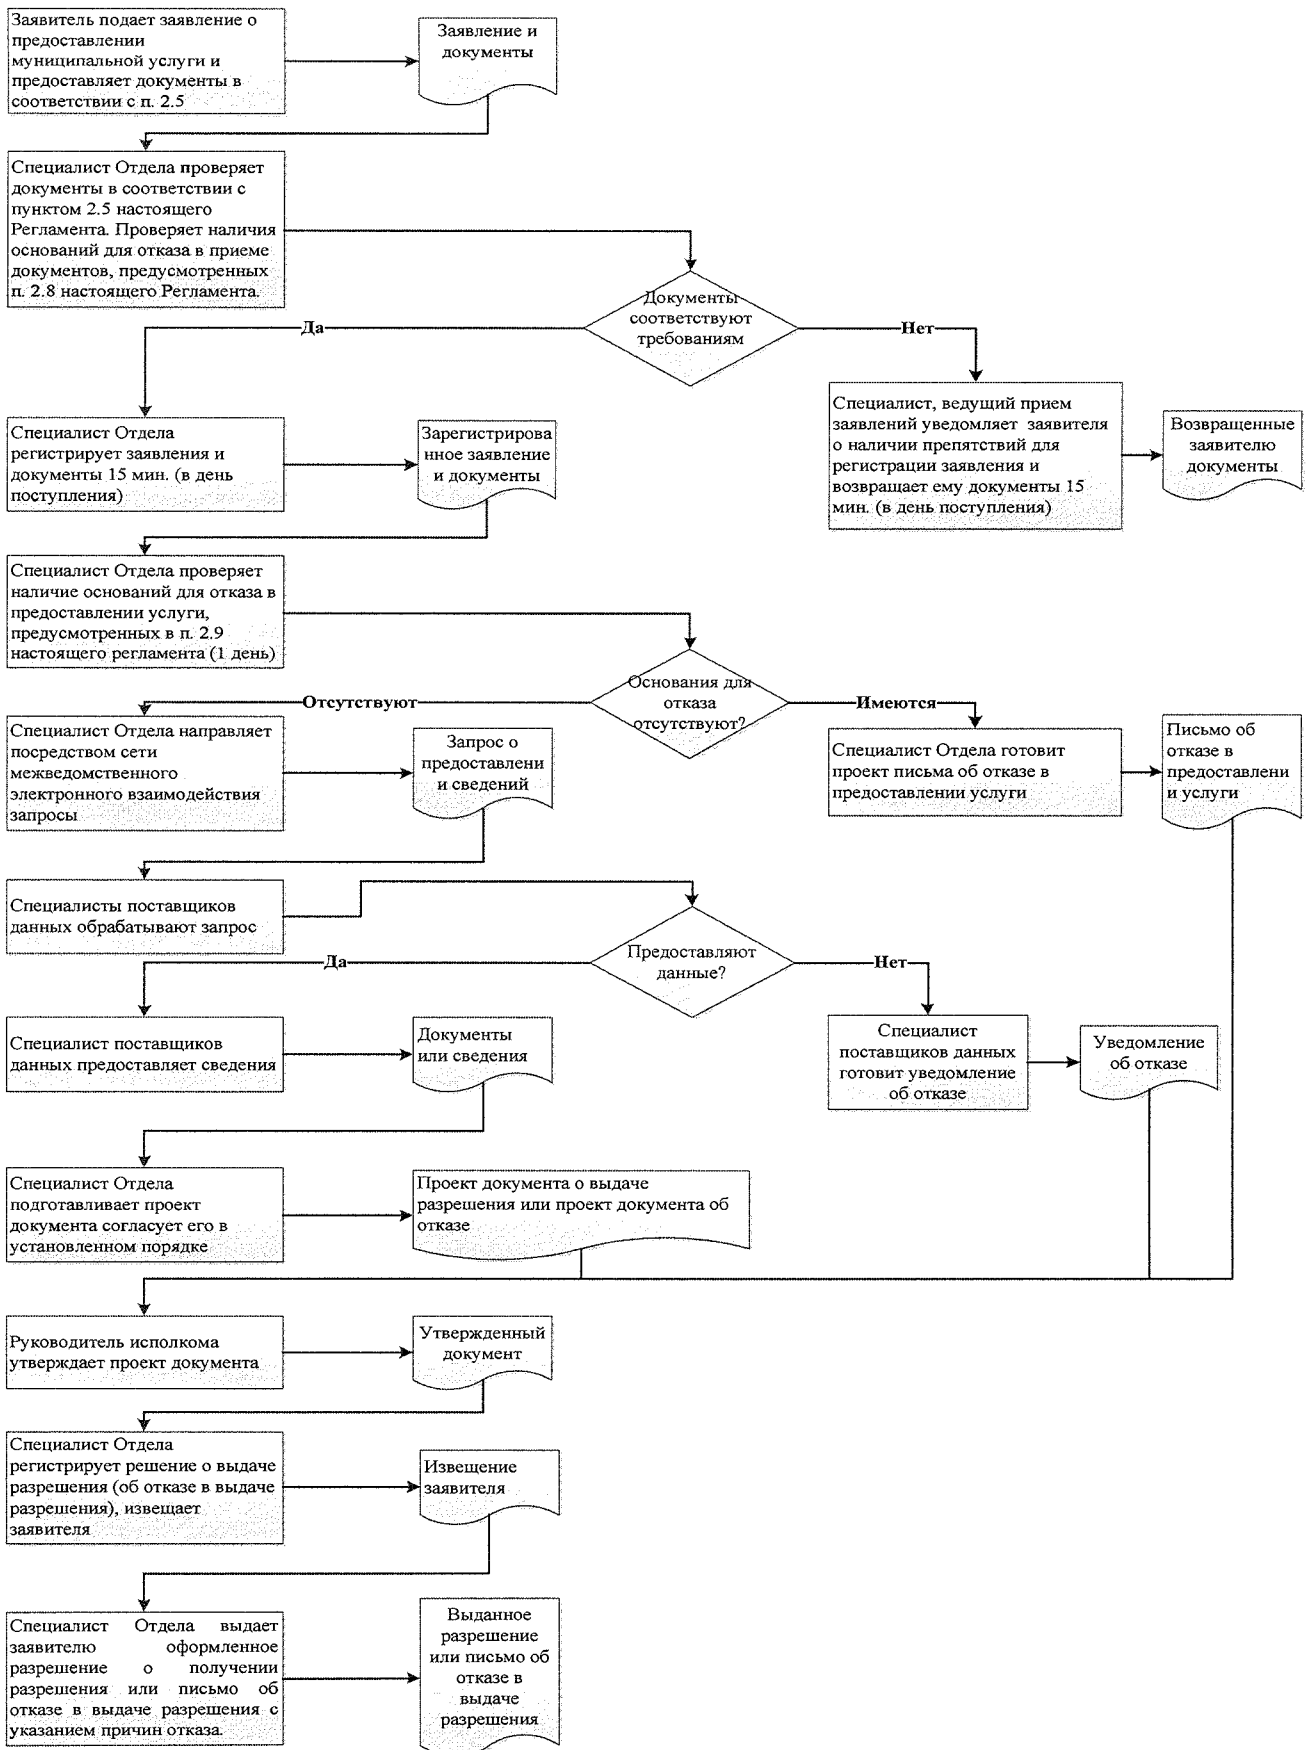 Заявитель подает заявление о
предоставлении
муниципальной услуги и
предоставляет документы в
соответствии с п. 2.5
Заявление и
документы
Специалист Отдела проверяет
документы в соответствии с
пунктом 2.5 настоящего
Регламента. Проверяет наличия
оснований для отказа в приеме
документов, предусмотренных
п. 2.8 настоящего Регламента.
Документы
соответствуют
требованиям
Да
Нет
Специалист Отдела
регистрирует заявления и
документы 15 мин. (в день
поступления)
Зарегистрирова
нное заявление
и документы
Специалист, ведущий прием
заявлений уведомляет заявителя
о наличии препятствий для
регистрации заявления и
возвращает ему документы 15
мин. (в день поступления)
Возвращенные
заявителю
документы
Специалист Отдела проверяет
наличие оснований для отказа в
предоставлении услуги,
предусмотренных в п. 2.9
настоящего регламента (1 день)
Основания для
отказа
отсутствуют?
Отсутствуют
Имеются
Специалист Отдела направляет
посредством сети
межведомственного
электронного взаимодействия
запросы
Запрос о
предоставлени
и сведений
Специалист Отдела готовит
проект письма об отказе в
предоставлении услуги
Письмо об
отказе в
предоставлени
и услуги
Специалисты поставщиков
данных обрабатывают запрос
Предоставляют
данные?
Да
Нет
Специалист поставщиков
данных предоставляет сведения
Документы
или сведения
Специалист
поставщиков данных
готовит уведомление
об отказе
Уведомление
об отказе
Специалист Отдела
подготавливает проект
документа согласует его в
установленном порядке
Проект документа о выдаче
разрешения или проект документа об
отказе
Руководитель исполкома
утверждает проект документа
Утвержденный
документ
Специалист Отдела
регистрирует решение о выдаче
разрешения (об отказе в выдаче
разрешения), извещает
заявителя
Извещение
заявителя
Специалист Отдела выдает
заявителю оформленное
разрешение о получении
разрешения или письмо об
отказе в выдаче разрешения с
указанием причин отказа.
Выданное
разрешение
или письмо об
отказе в
выдаче
разрешения